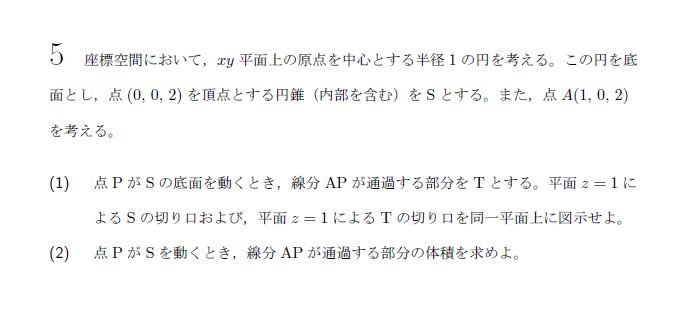 5 座標空間において，xy 平面上の原点を中心とする半径 1 の円を考える。この円を底
面とし，点 (0, 0, 2) を頂点とする円錐（内部を含む）を S とする。また，点 A(1, 0, 2)
を考える。
(1) 点 P が S の底面を動くとき，線分 AP が通過する部分を T とする。平面 z = 1 に
よる S の切り口および，平面 z = 1 による T の切り口を同一平面上に図示せよ。
(2) 点 P が S を動くとき，線分 AP が通過する部分の体積を求めよ。